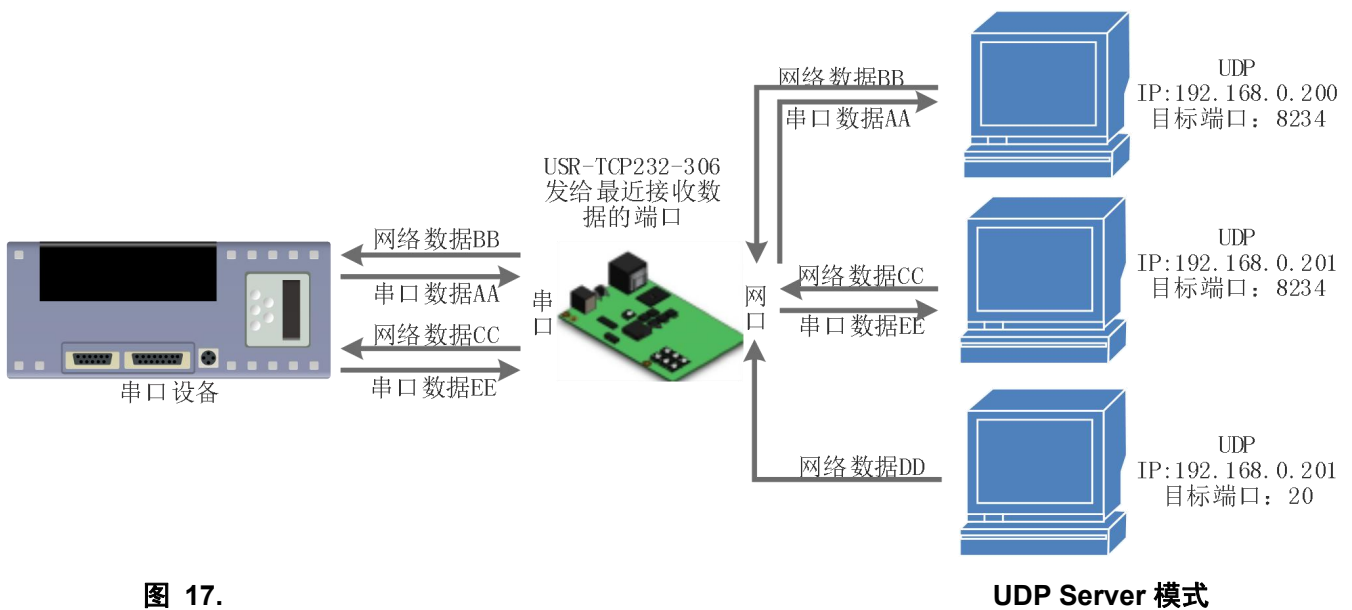 网络数据BB
串口数据AA
UDP
IP:192.168.0.200
目标端口：8234
USR-TCP232-306
发给最近接收数
据的端口
网络数据BB
串口数据AA
网络数据CC
串口数据EE
串口设备
串
口
网
口
网络数据CC
串口数据EE
UDP
IP:192.168.0.201
目标端口：8234
网络数据DD
UDP
IP:192.168.0.201
目标端口：20
图 17.
UDP Server 模式